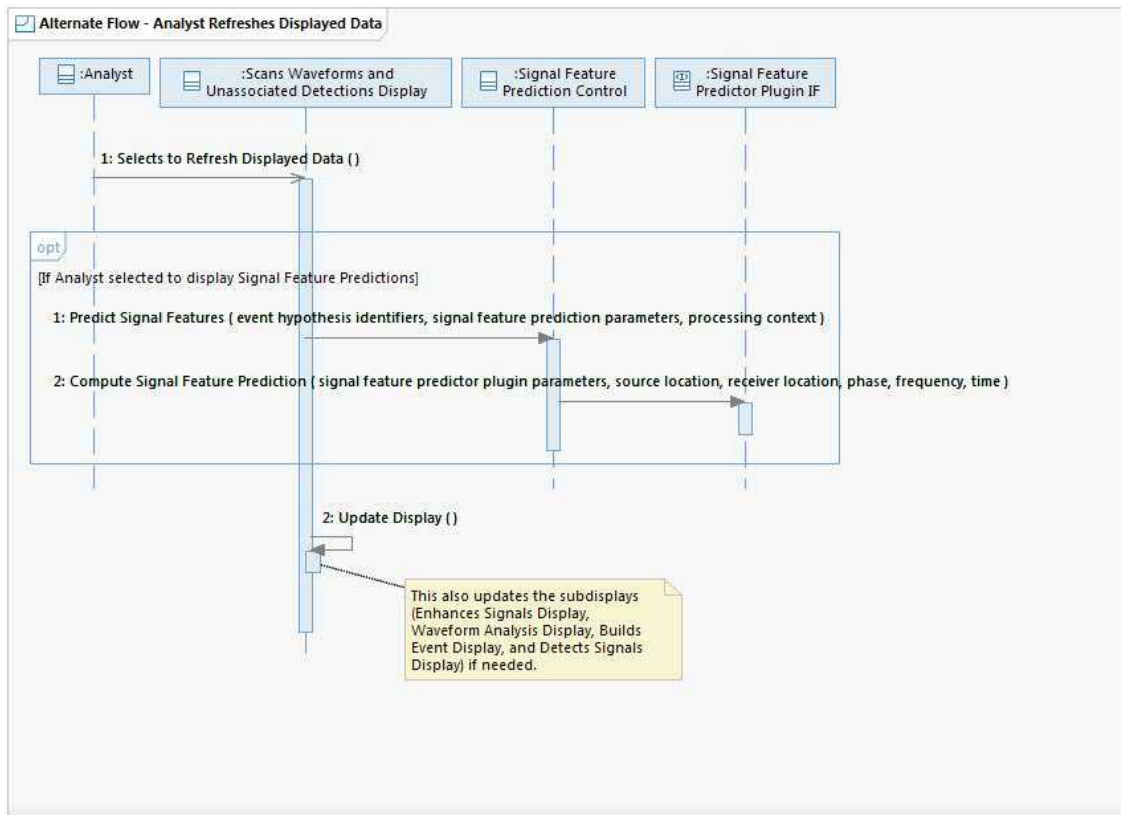 Alternate Flow - Analyst Refreshes Displayed Data
:Analyst
:Scans Waveforms and
Unassociated Detections Display
:Signal Feature
Prediction Control
:Signal Feature
Predictor Plugin IF
1: Selects to Refresh Displayed Data ( )
opt
[If Analyst selected to display Signal Feature Predictions]
1: Predict Signal Features ( event hypothesis identifiers, signal feature prediction parameters, processing context )
2: Compute Signal Feature Prediction ( signal feature predictor plugin parameters, source location, receiver location, phase, frequency, time )
2: Update Display ( )
This also updates the subdisplays
(Enhances Signals Display,
Waveform Analysis Display, Builds
Event Display, and Detects Signals
Display) if needed.